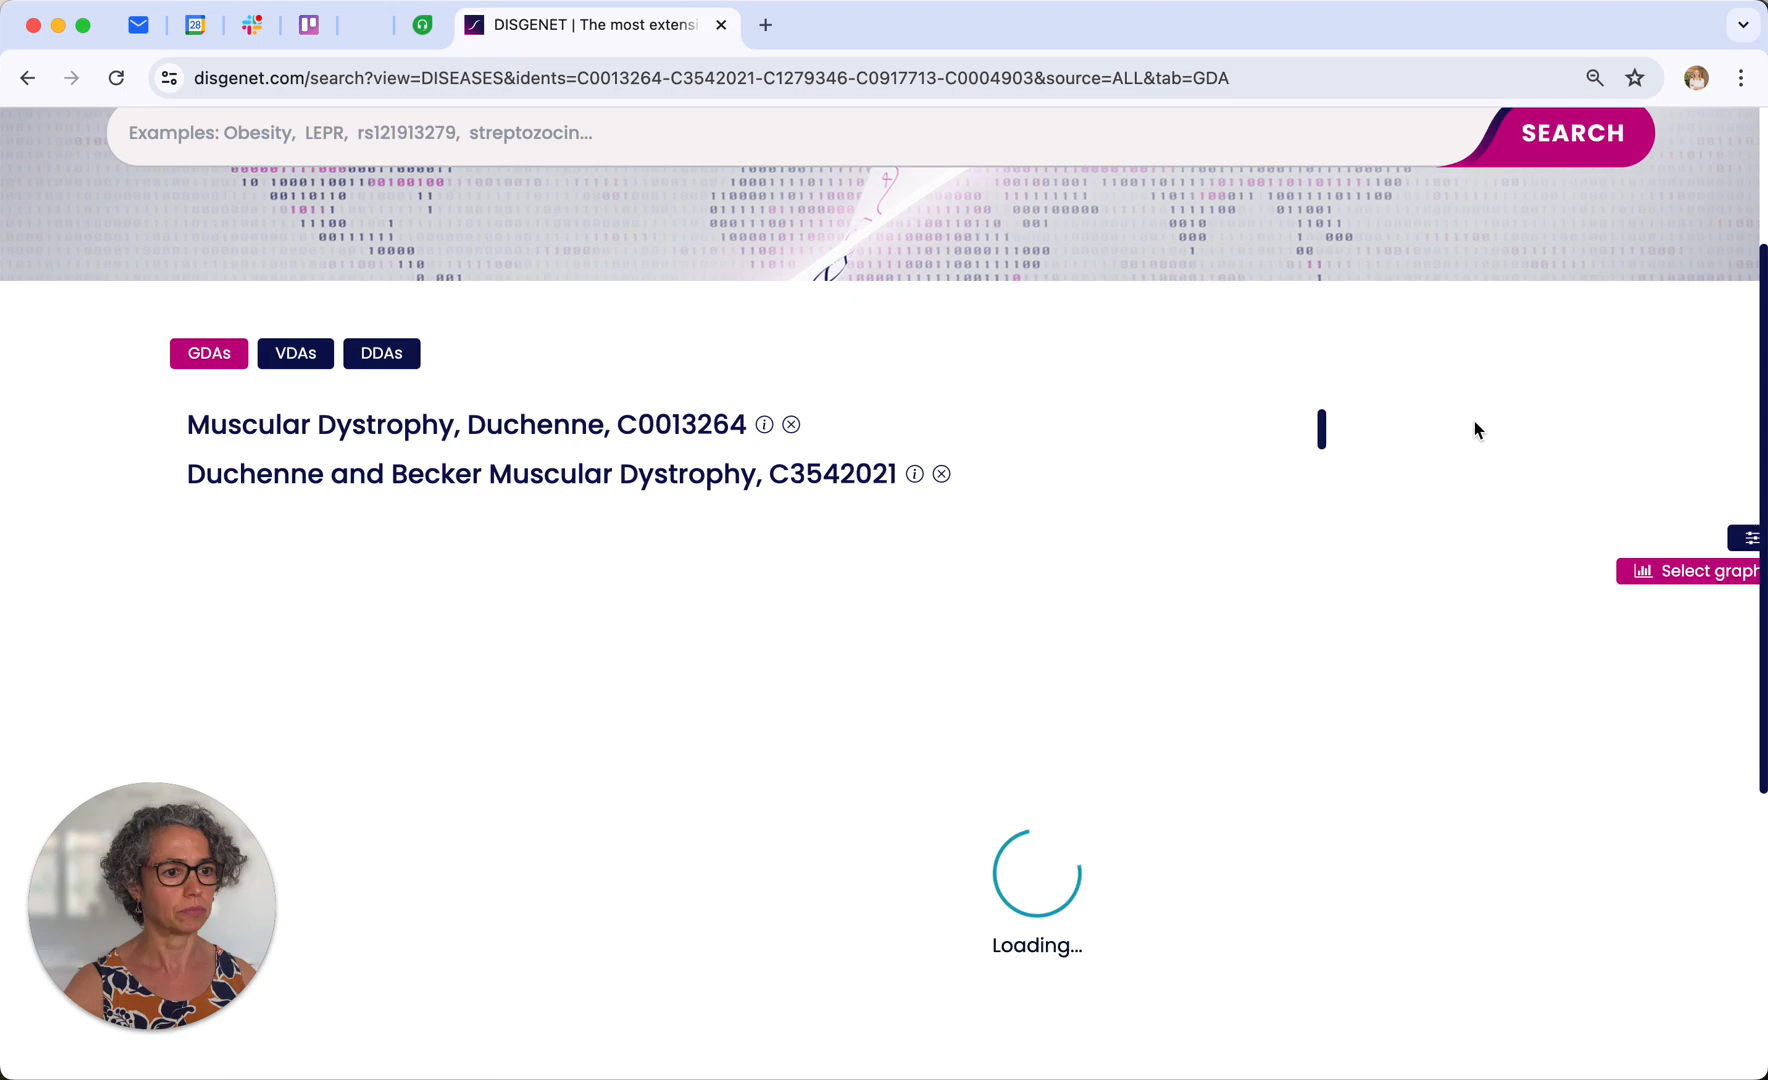 28
DISGENET | The most extensi
disgenet.com/search?view=DISEASES&idents=C0013264-C3542021-C1279346-C0917713-C0004903&source=ALL&tab=GDA
Examples: Obesity, LEPR, rs121913279, streptozocin...
SEARCH
GDAs VDAs DDAs
Muscular Dystrophy, Duchenne, C0013264
Duchenne and Becker Muscular Dystrophy, C3542021
Select graph
Loading...